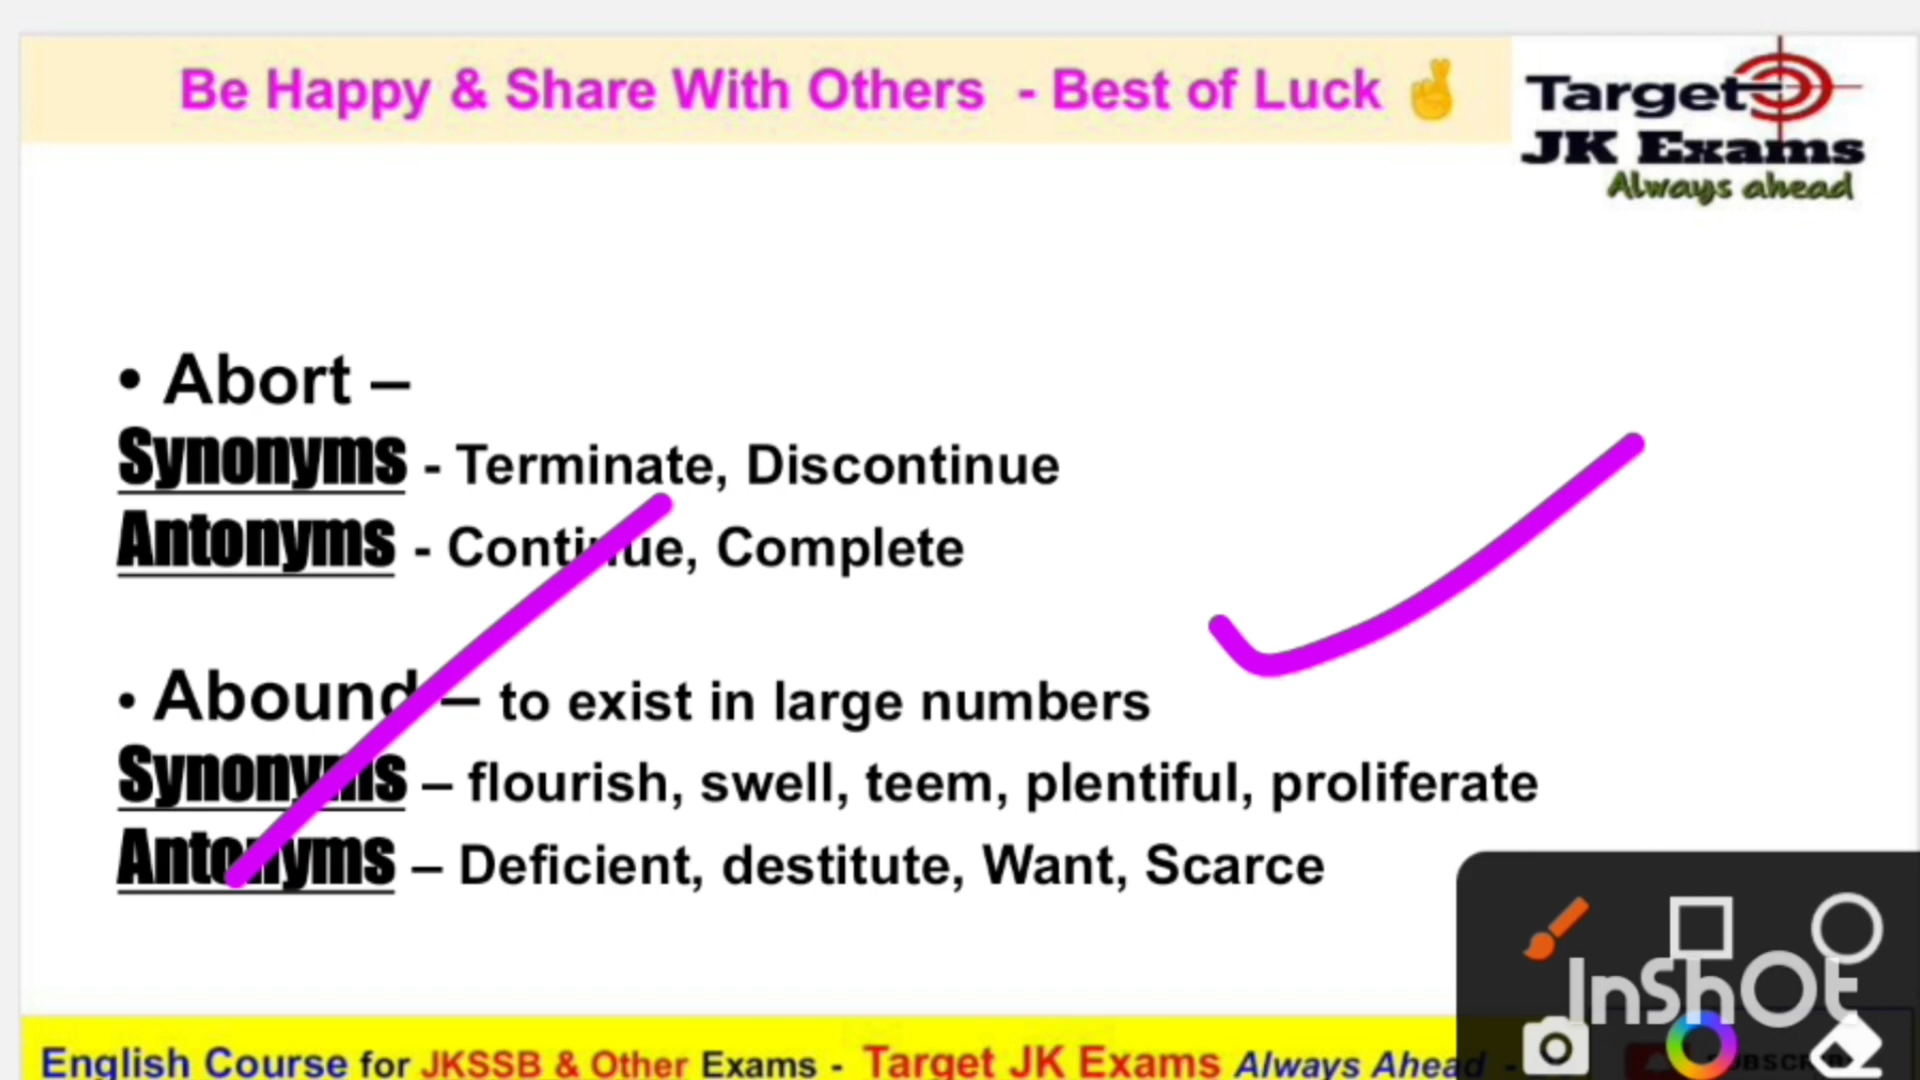 Be Happy & Share With Others - Best of Luck 🤞
Target
JK Exams
Always ahead
• Abort –
Synonyms - Terminate, Discontinue
Antonyms - Continue, Complete
• Abound – to exist in large numbers
Synonyms – flourish, swell, teem, plentiful, proliferate
Antonyms – Deficient, destitute, Want, Scarce
InShOt
English Course for JKSSB & Other Exams - Target JK Exams Always Ahead -